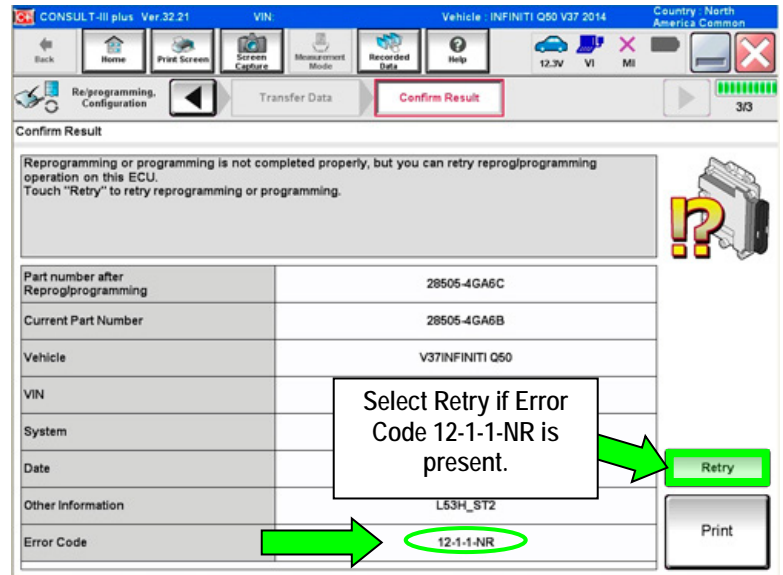 CONSULT-III plus Ver.32.21 VIN: Vehicle : INFINITI Q50 V37 2014 Country : North America Common
Back
Home
Print Screen
Screen Capture
Measurement Mode
Recorded Data
Help
12.3V
VI
MI
Re/programming, Configuration
Transfer Data
Confirm Result
3/3
Confirm Result
Reprogramming or programming is not completed properly, but you can retry reprog/programming
operation on this ECU.
Touch "Retry" to retry reprogramming or programming.
!?
Part number after
Reprog/programming
28505-4GA6C
Current Part Number
28505-4GA6B
Vehicle
V37INFINITI Q50
VIN
System
Date
Select Retry if Error
Code 12-1-1-NR is
present.
Retry
Other Information
L53H_ST2
Error Code
12-1-1-NR
Print